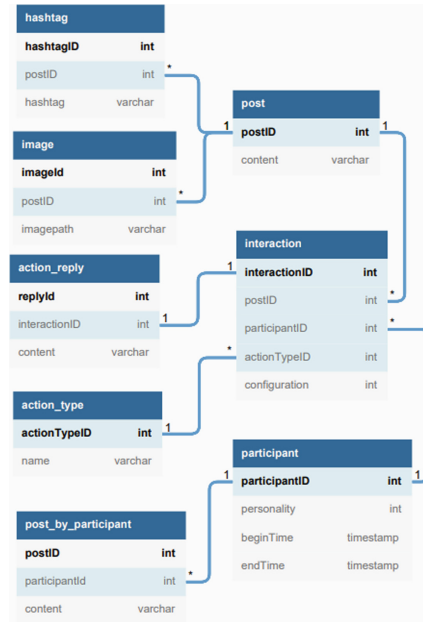 hashtag
hashtagID int
postID int *
hashtag varchar
post
1 postID int 1
content varchar
image
imageId int
postID int *
imagepath varchar
interaction
1 interactionID int
postID int *
participantID int *
* actionTypeID int
configuration int
action_reply
replyId int
interactionID int 1
content varchar
action_type
actionTypeID int 1
name varchar
participant
1 participantID int 1
personality int
beginTime timestamp
endTime timestamp
post_by_participant
postID int
participantId int *
content varchar